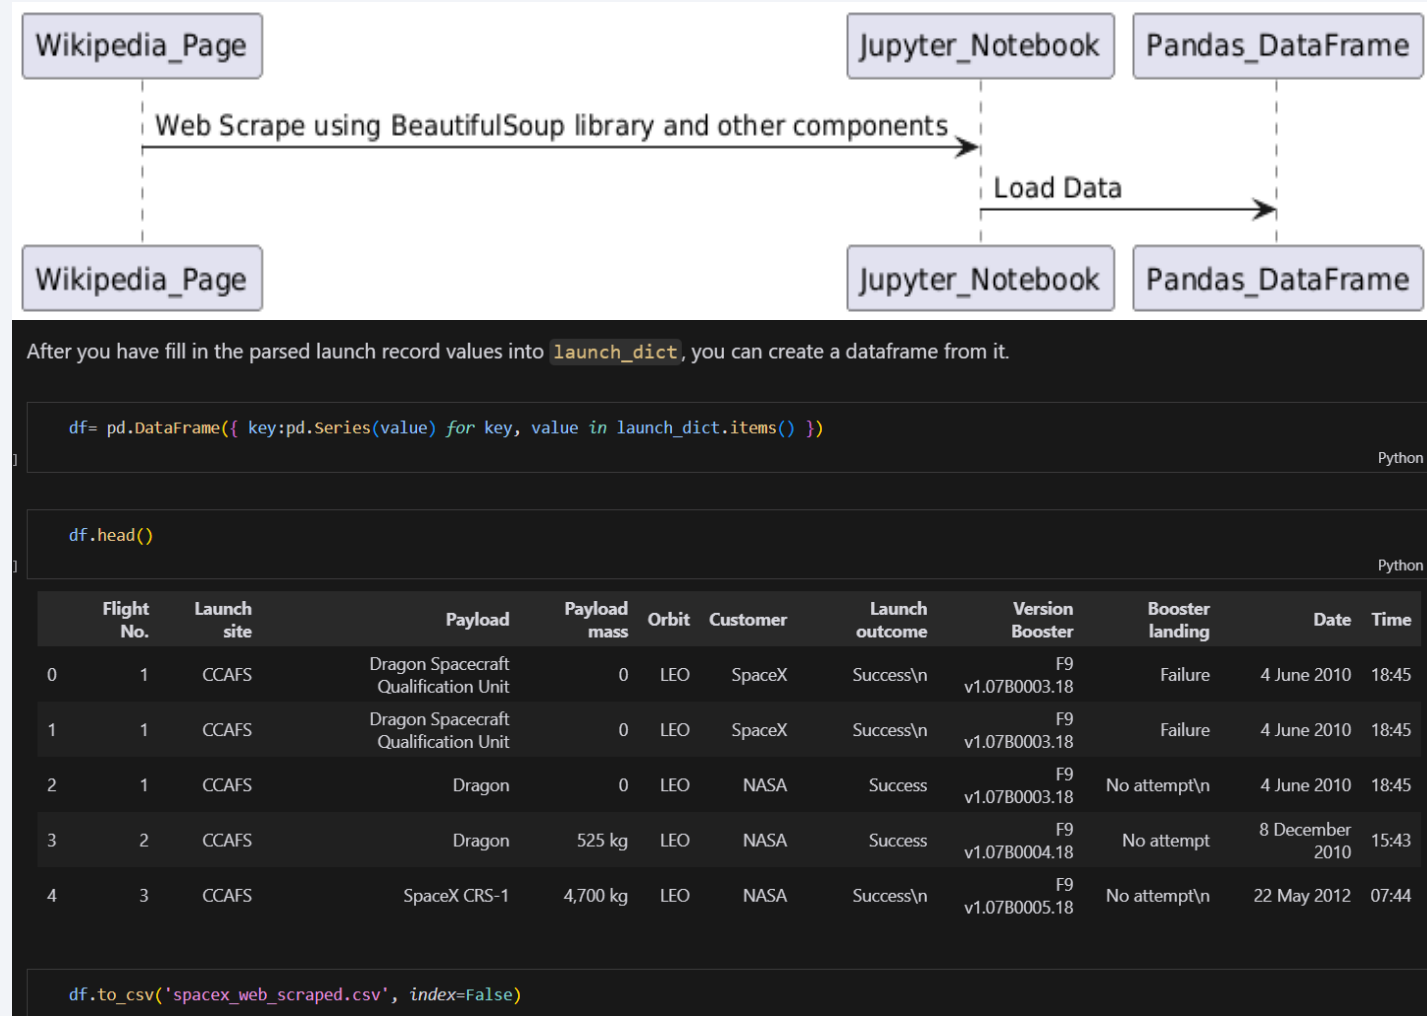 Wikipedia_Page Jupyter_Notebook Pandas_DataFrame
Web Scrape using BeautifulSoup library and other components
Load Data
Wikipedia_Page Jupyter_Notebook Pandas_DataFrame
After you have fill in the parsed launch record values into launch_dict, you can create a dataframe from it.
df= pd.DataFrame({ key:pd.Series(value) for key, value in launch_dict.items() })
]
Python
df.head()
]
Python
Flight No. Launch site Payload Payload mass Orbit Customer Launch outcome Version Booster Booster landing Date Time
0 1 CCAFS Dragon Spacecraft Qualification Unit 0 LEO SpaceX Success\n F9 v1.07B0003.18 Failure 4 June 2010 18:45
1 1 CCAFS Dragon Spacecraft Qualification Unit 0 LEO SpaceX Success\n F9 v1.07B0003.18 Failure 4 June 2010 18:45
2 1 CCAFS Dragon 0 LEO NASA Success F9 v1.07B0003.18 No attempt\n 4 June 2010 18:45
3 2 CCAFS Dragon 525 kg LEO NASA Success F9 v1.07B0004.18 No attempt 8 December 2010 15:43
4 3 CCAFS SpaceX CRS-1 4,700 kg LEO NASA Success\n F9 v1.07B0005.18 No attempt\n 22 May 2012 07:44
df.to_csv('spacex_web_scraped.csv', index=False)